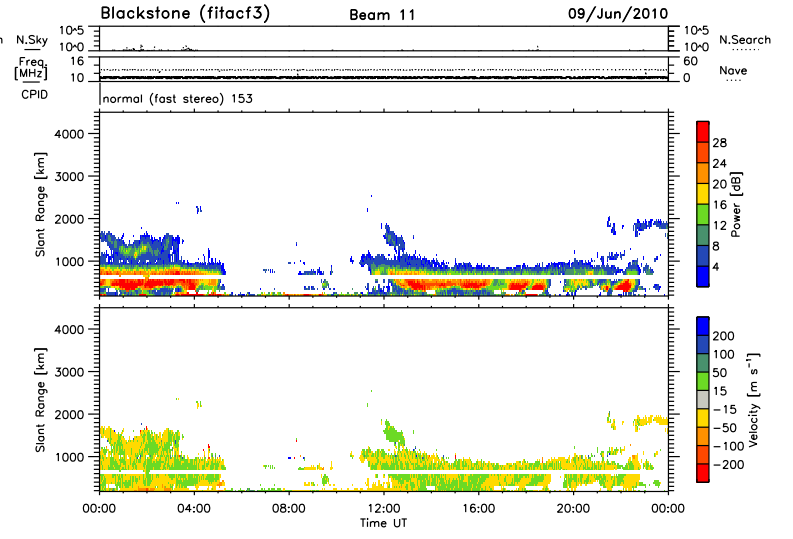 Blackstone (fitacf3) Beam 11 09/Jun/2010
N.Sky 10^5 10^0 10^5 10^0 N.Search
Freq. [MHz] 16 10 60 0 Nave
CPID normal (fast stereo) 153
Slant Range [km]
4000
3000
2000
1000
Power [dB]
28
24
20
16
12
8
4
Slant Range [km]
4000
3000
2000
1000
Velocity [m s⁻¹]
200
100
50
15
-15
-50
-100
-200
00:00 04:00 08:00 12:00 16:00 20:00 00:00
Time UT